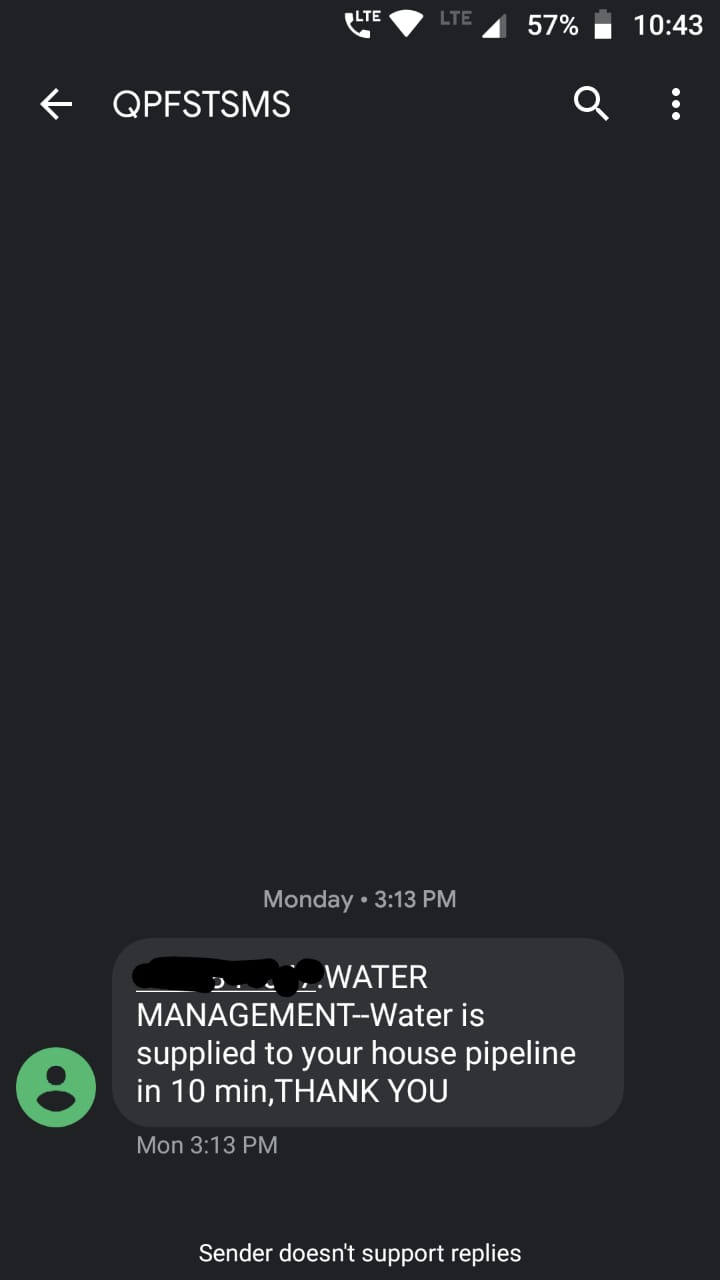 LTE LTE 57% 10:43
QPFSTSMS
Monday • 3:13 PM
.WATER
MANAGEMENT--Water is
supplied to your house pipeline
in 10 min,THANK YOU
Mon 3:13 PM
Sender doesn't support replies